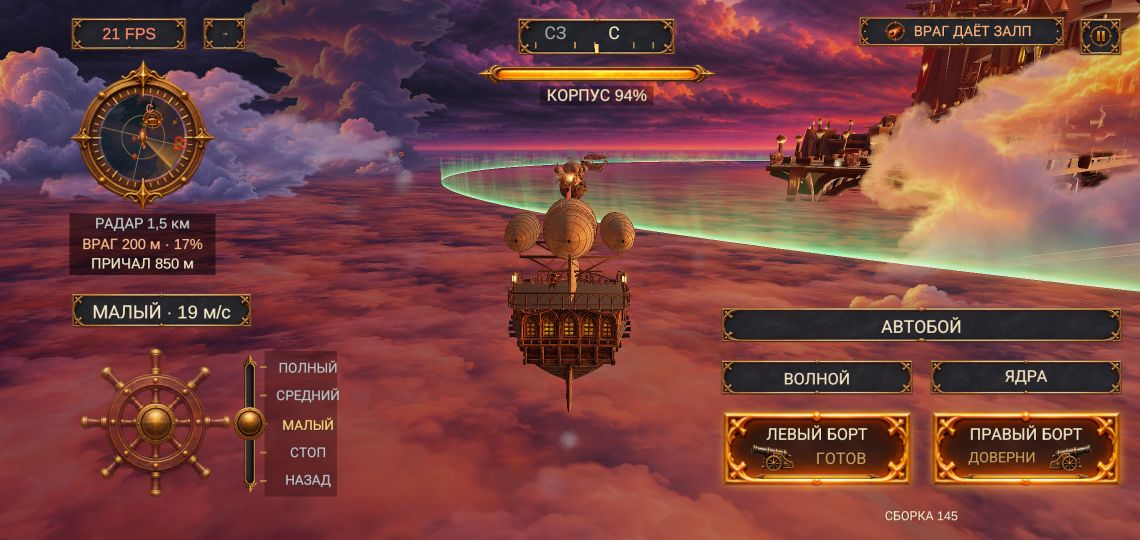 21 FPS
СЗ С
ВРАГ ДАЁТ ЗАЛП
КОРПУС 94%
РАДАР 1,5 км
ВРАГ 200 м · 17%
ПРИЧАЛ 850 м
МАЛЫЙ · 19 м/с
ПОЛНЫЙ
СРЕДНИЙ
МАЛЫЙ
СТОП
НАЗАД
АВТОБОЙ
ВОЛНОЙ
ЯДРА
ЛЕВЫЙ БОРТ
ГОТОВ
ПРАВЫЙ БОРТ
ДОВЕРНИ
СБОРКА 145